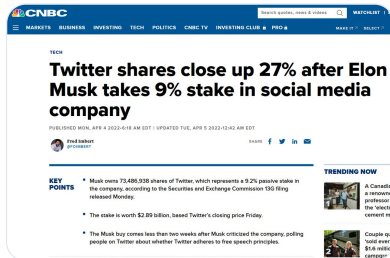 CNBC
Search quotes, news & videos
WATCHLIST
MARKETS BUSINESS INVESTING TECH POLITICS CNBC TV INVESTING CLUB PRO MAKE IT SELECT
TECH
Twitter shares close up 27% after Elon
Musk takes 9% stake in social media
company
PUBLISHED MON, APR 4 2022 6:18 AM EDT | UPDATED TUE, APR 5 2022 12:42 AM EDT
Fred Imbert
@FOIMBERT
SHARE
KEY
POINTS
• Musk owns 73,486,938 shares of Twitter, which represents a 9.2% passive stake in
the company, according to the Securities and Exchange Commission 13G filing
released Monday.
• The stake is worth $2.89 billion, based Twitter's closing price Friday.
• The Musk buy comes less than two weeks after Musk criticized the company, polling
people on Twitter about whether Twitter adheres to free speech principles.
TRENDING NOW
A Canadi
a renown
professor
the 'elect
cement m
Couple q
'sold ever
$1.6 milli
campgr
2